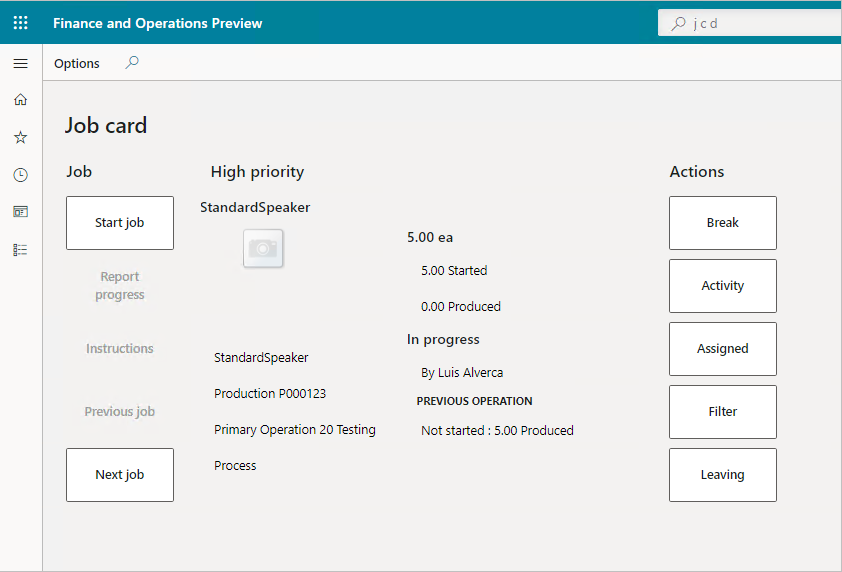 Finance and Operations Preview
j c d
Options
Job card
Job
High priority
Actions
Start job
Report
progress
Instructions
Previous job
Next job
StandardSpeaker
StandardSpeaker
Production P000123
Primary Operation 20 Testing
Process
5.00 ea
5.00 Started
0.00 Produced
In progress
By Luis Alverca
PREVIOUS OPERATION
Not started : 5.00 Produced
Break
Activity
Assigned
Filter
Leaving